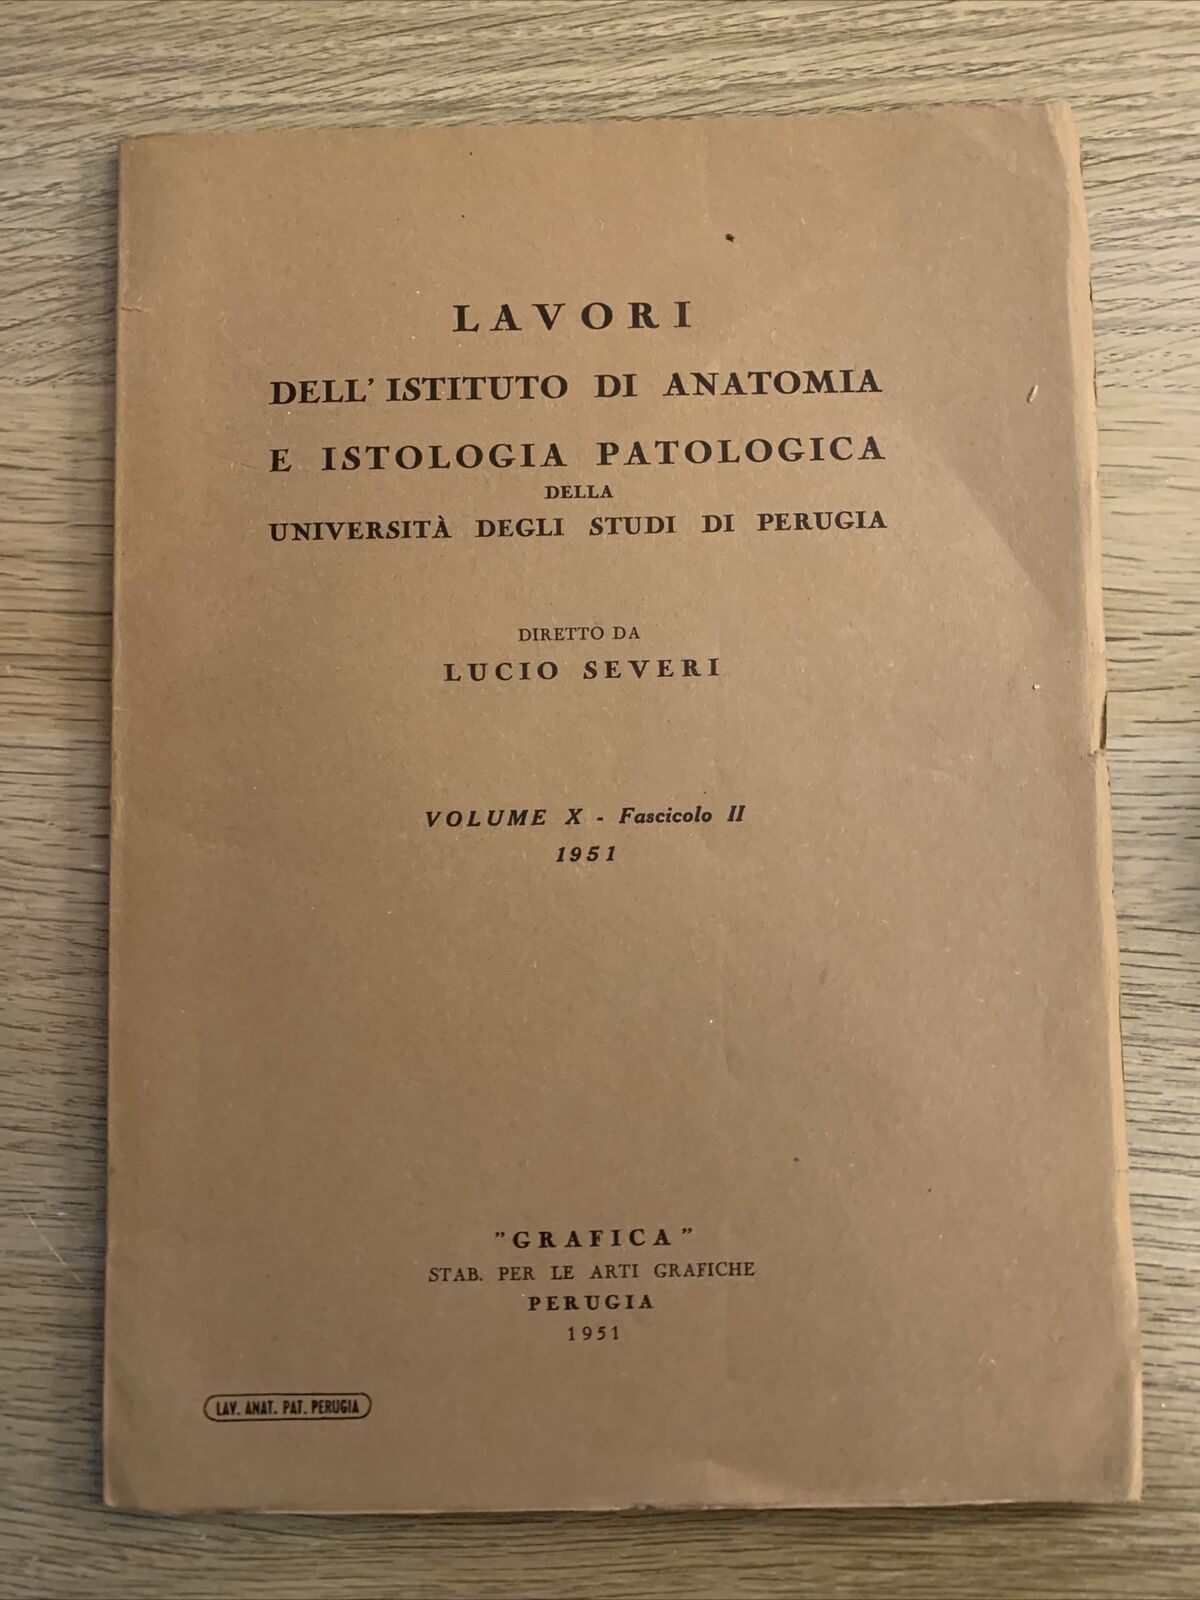 LAVORI
DELL' ISTITUTO DI ANATOMIA
E ISTOLOGIA PATOLOGICA
DELLA
UNIVERSITÀ DEGLI STUDI DI PERUGIA
DIRETTO DA
LUCIO SEVERI
VOLUME X - Fascicolo II
1951
"GRAFICA"
STAB. PER LE ARTI GRAFICHE
PERUGIA
1951
LAV. ANAT. PAT. PERUGIA